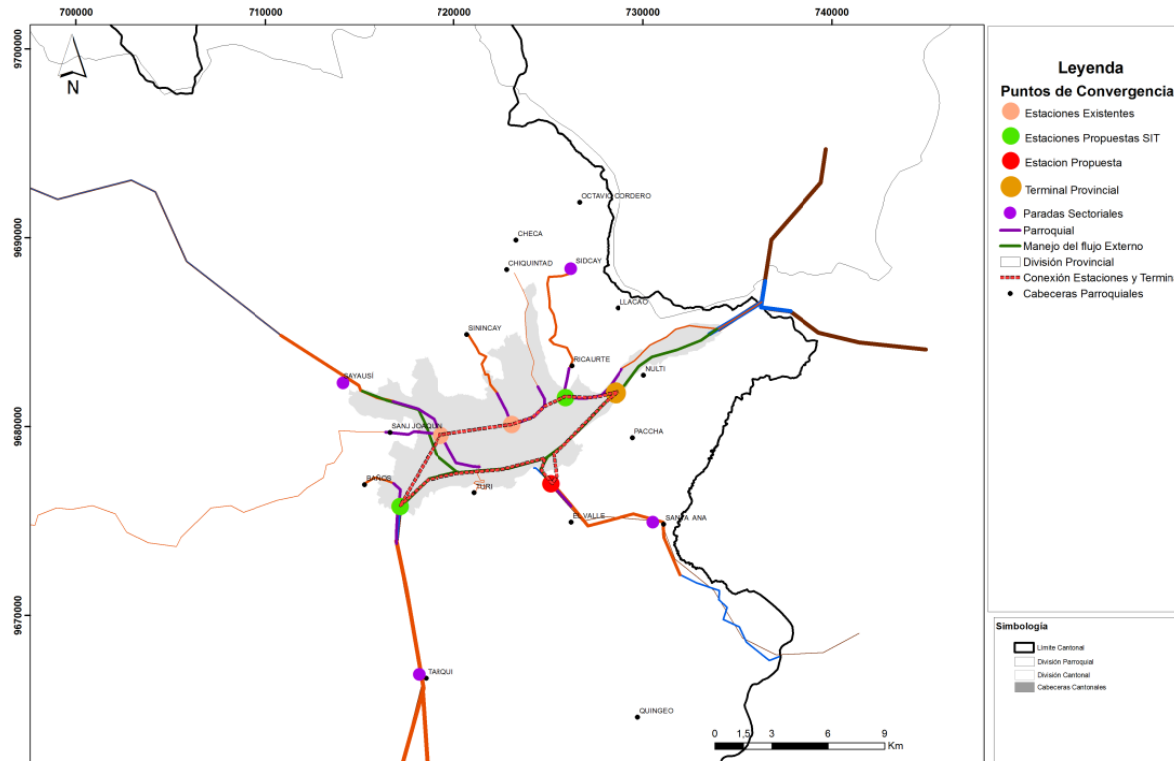 700000
710000
720000
730000
740000
9700000
9690000
9680000
9670000
N
OCTAVIO CORDERO
CHECA
CHIQUINTAD
SIDCAY
LLACAO
SININCAY
RICAURTE
NULTI
SAYAUSÍ
SANJ JOAQUIN
PACCHA
BAÑOS
TURI
EL VALLE
SANTA ANA
TARQUI
QUINGEO
0 1,5 3 6 9
Km
Leyenda
Puntos de Convergencia
Estaciones Existentes
Estaciones Propuestas SIT
Estacion Propuesta
Terminal Provincial
Paradas Sectoriales
Parroquial
Manejo del flujo Externo
División Provincial
Conexión Estaciones y Termin
Cabeceras Parroquiales
Simbología
Límite Cantonal
División Parroquial
División Cantonal
Cabeceras Cantonales